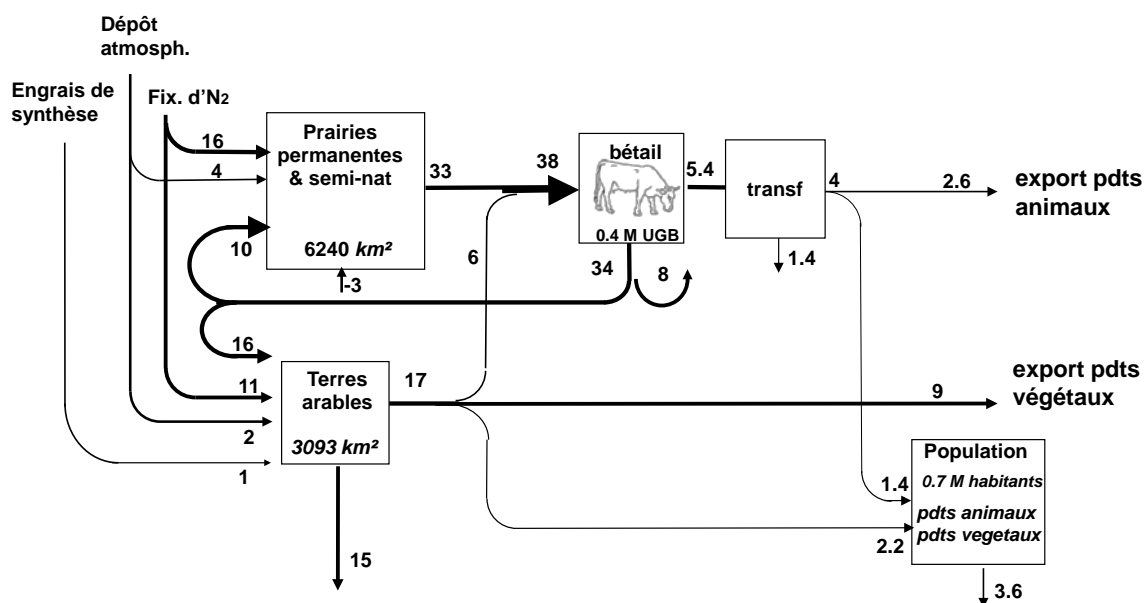 Dépôt
atmosph.
Engrais de
synthèse
Fix. d'N2
16
4
10
Prairies
permanentes
& semi-nat
6240 km²
-3
33
38
6
bétail
0.4 M UGB
34
8
5.4
transf
4
1.4
2.6
export pdts
animaux
16
11
2
1
Terres
arables
3093 km²
17
15
9
export pdts
végétaux
Population
0.7 M habitants
pdts animaux
pdts vegetaux
1.4
2.2
3.6